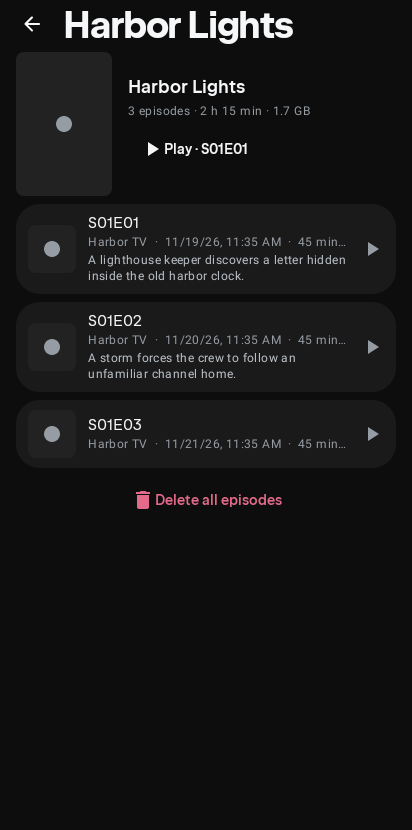 Harbor Lights
Harbor Lights
3 episodes · 2 h 15 min · 1.7 GB
Play · S01E01
S01E01
Harbor TV · 11/19/26, 11:35 AM · 45 min…
A lighthouse keeper discovers a letter hidden
inside the old harbor clock.
S01E02
Harbor TV · 11/20/26, 11:35 AM · 45 min…
A storm forces the crew to follow an
unfamiliar channel home.
S01E03
Harbor TV · 11/21/26, 11:35 AM · 45 min…
Delete all episodes